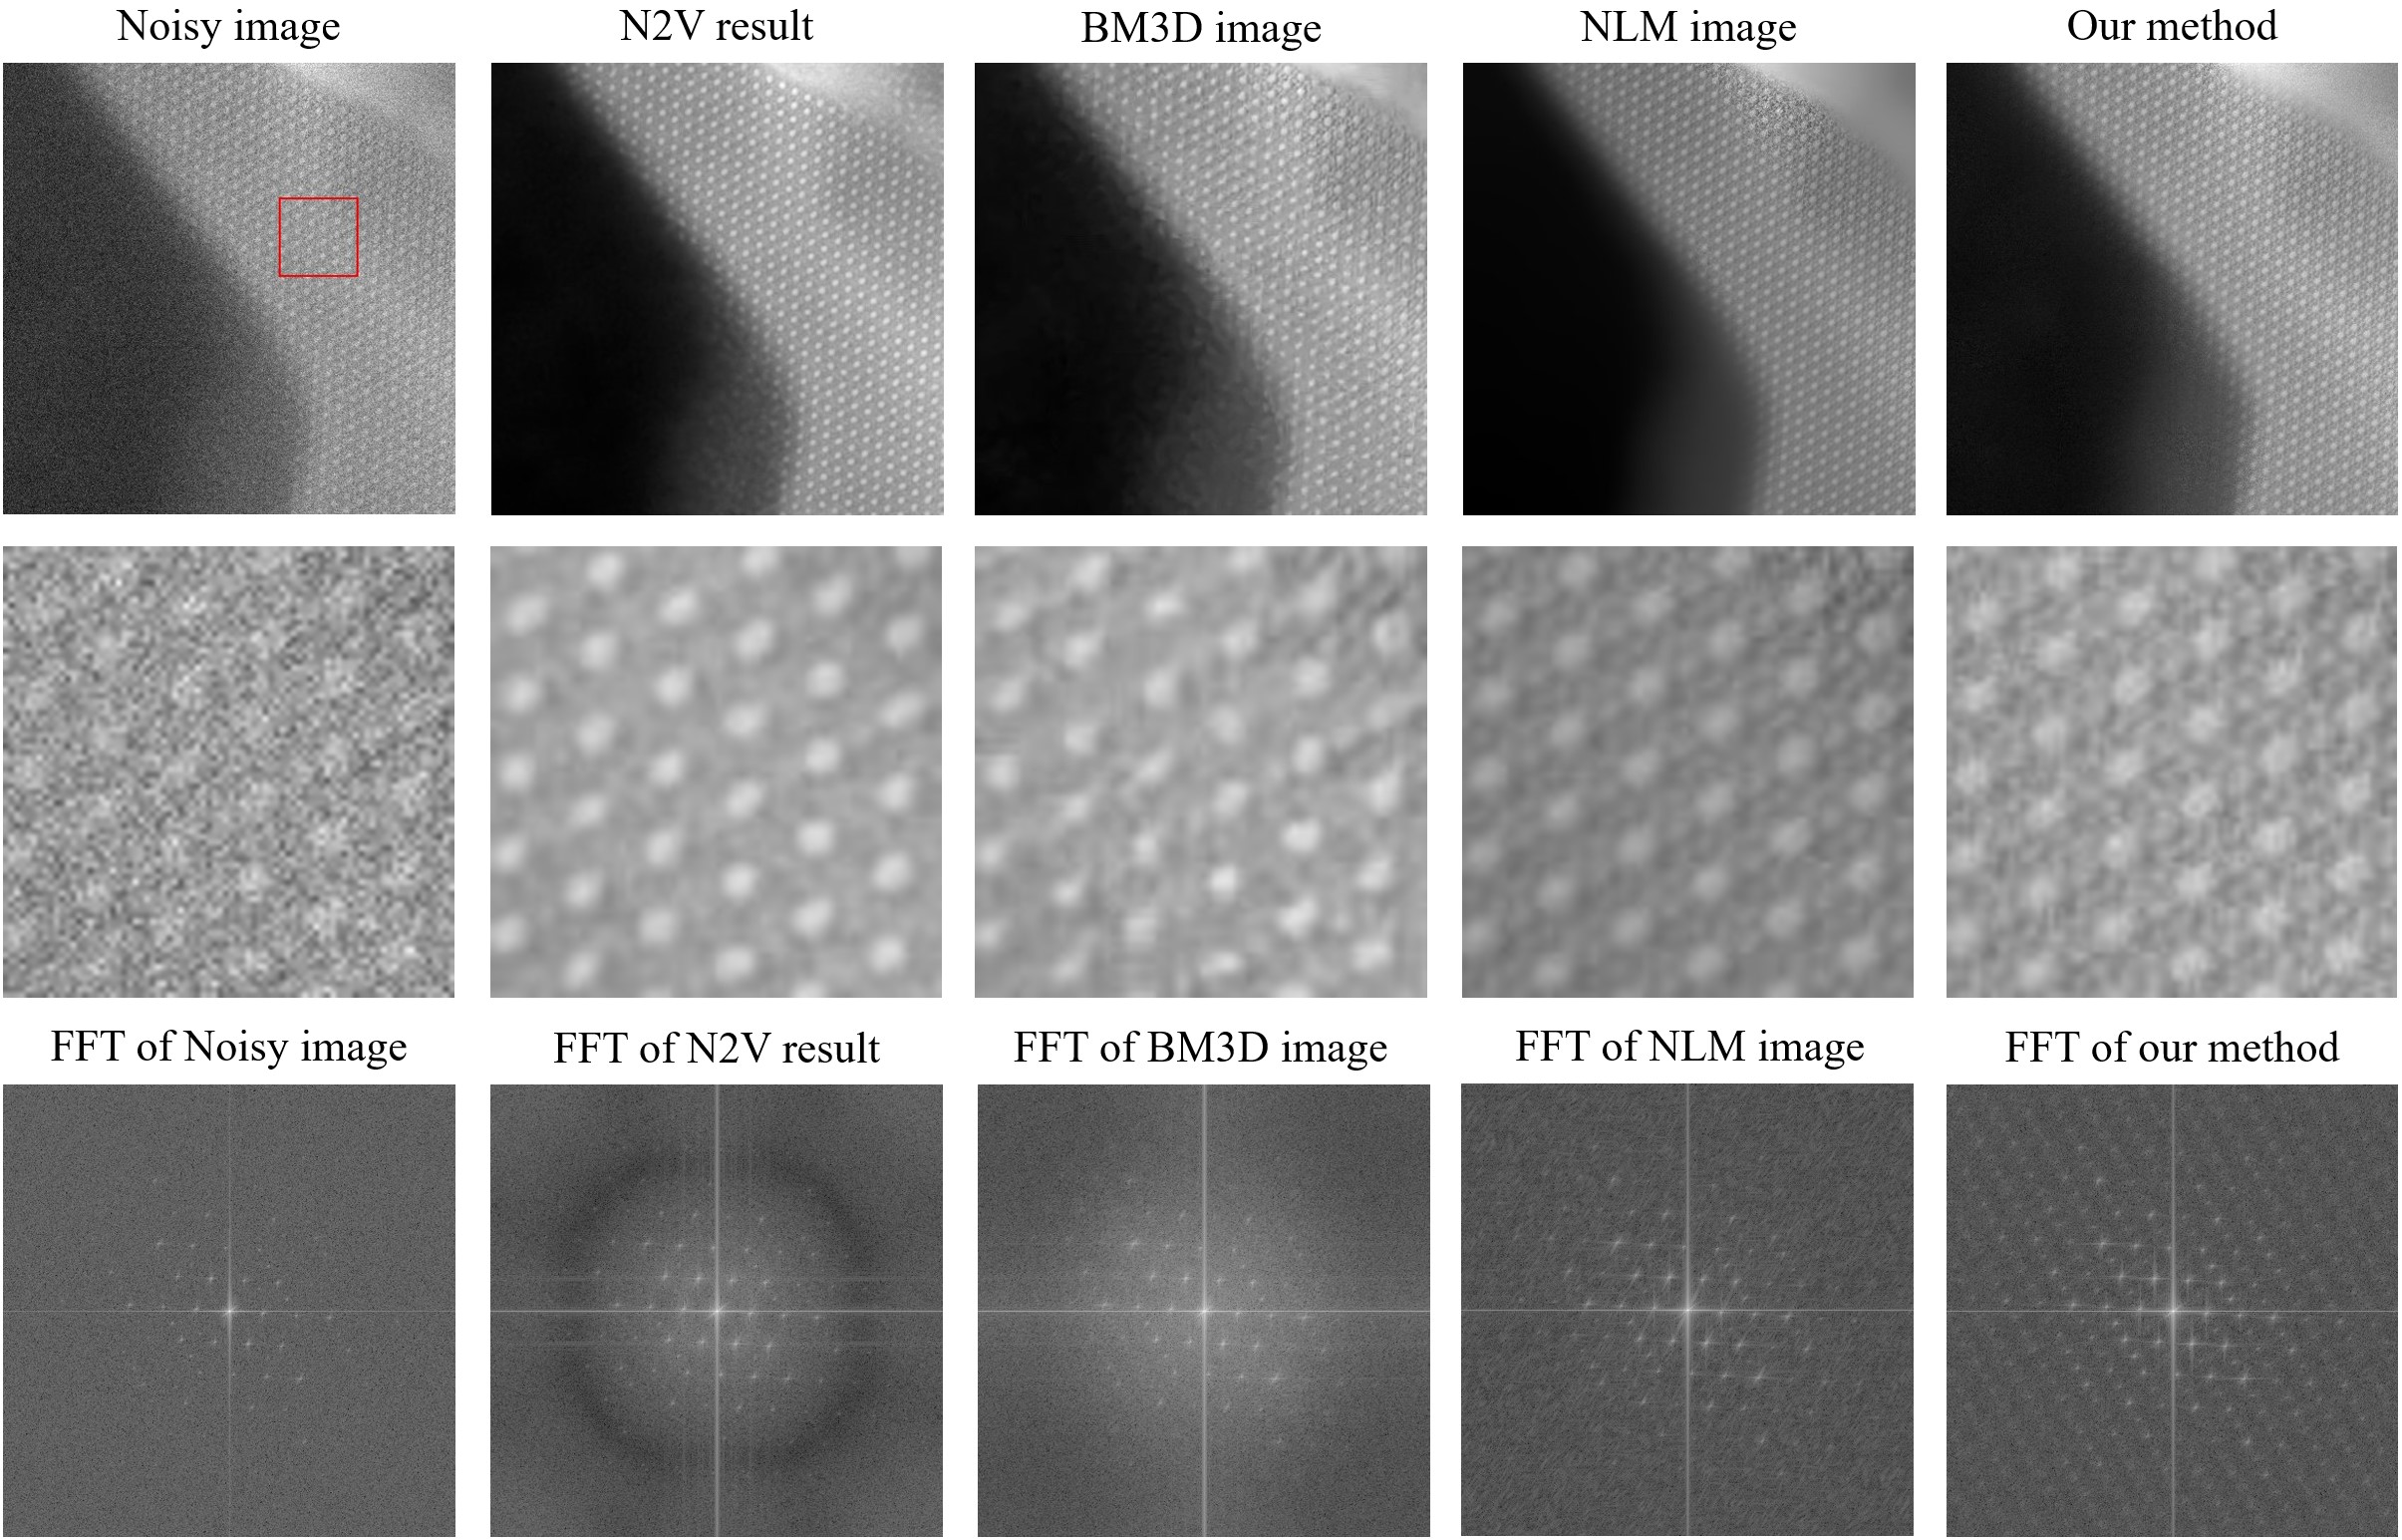 Noisy image
N2V result
BM3D image
NLM image
Our method
FFT of Noisy image
FFT of N2V result
FFT of BM3D image
FFT of NLM image
FFT of our method